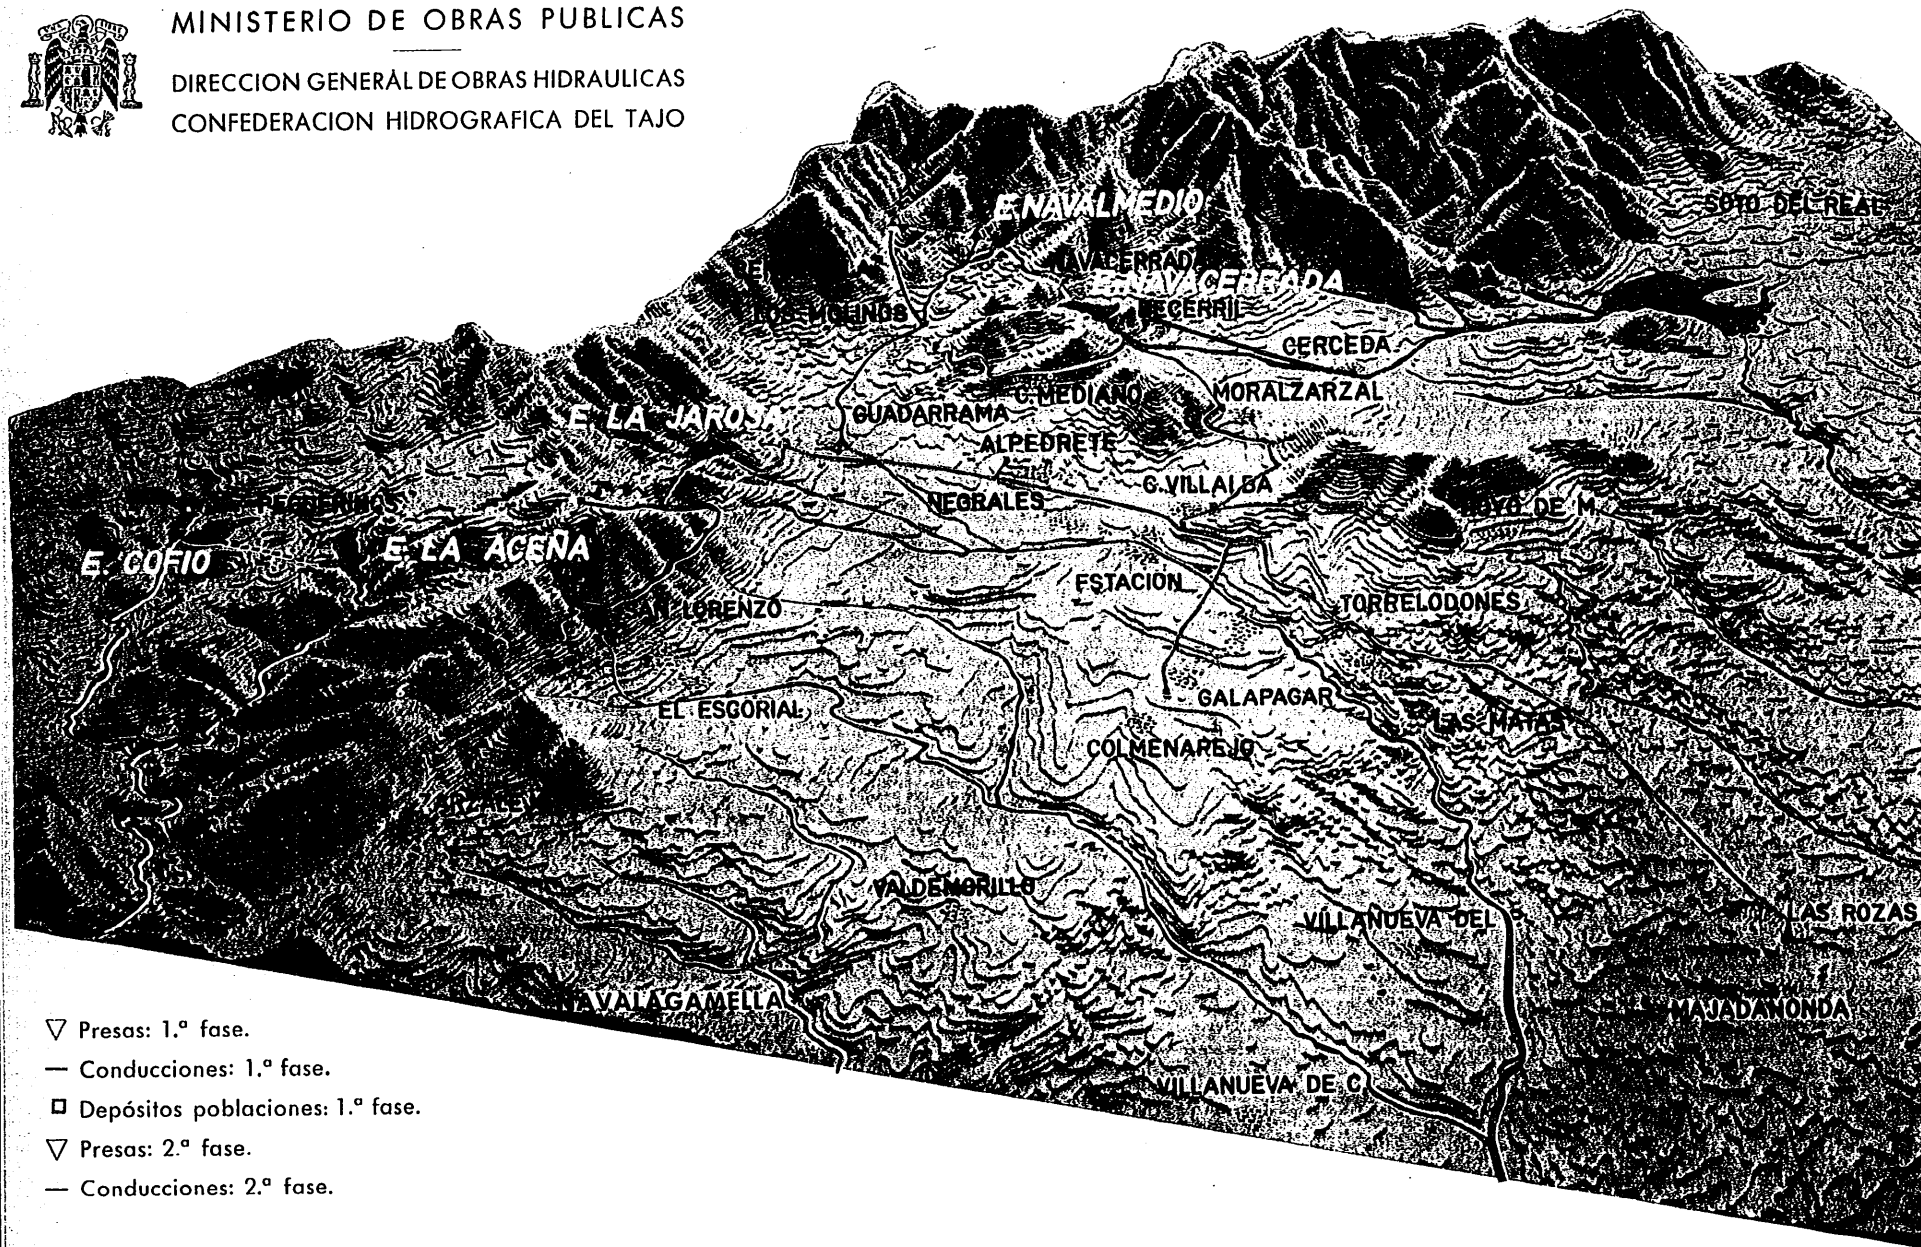 MINISTERIO DE OBRAS PUBLICAS
DIRECCION GENERAL DE OBRAS HIDRAULICAS
CONFEDERACION HIDROGRAFICA DEL TAJO
E. NAVALMEDIO
SOTO DEL REAL
NAVACERRADA
E. NAVACERRADA
LOS MOLINOS
BECERRIL
CERCEDA
C. MEDIANO
MORALZARZAL
E. LA JAROSA
GUADARRAMA
ALPEDRETE
C. VILLALBA
NEGRALES
PEGUERINOS
HOYO DE M.
E. COFIO
E. LA ACEÑA
ESTACION
SAN LORENZO
TORRELODONES
GALAPAGAR
EL ESCORIAL
LAS MATAS
COLMENAREJO
VALDEMORILLO
VILLANUEVA DEL P
LAS ROZAS
NAVALAGAMELLA
MAJADAHONDA
VILLANUEVA DE C.
▽ Presas: 1.ª fase.
— Conducciones: 1.ª fase.
□ Depósitos poblaciones: 1.ª fase.
▽ Presas: 2.ª fase.
— Conducciones: 2.ª fase.